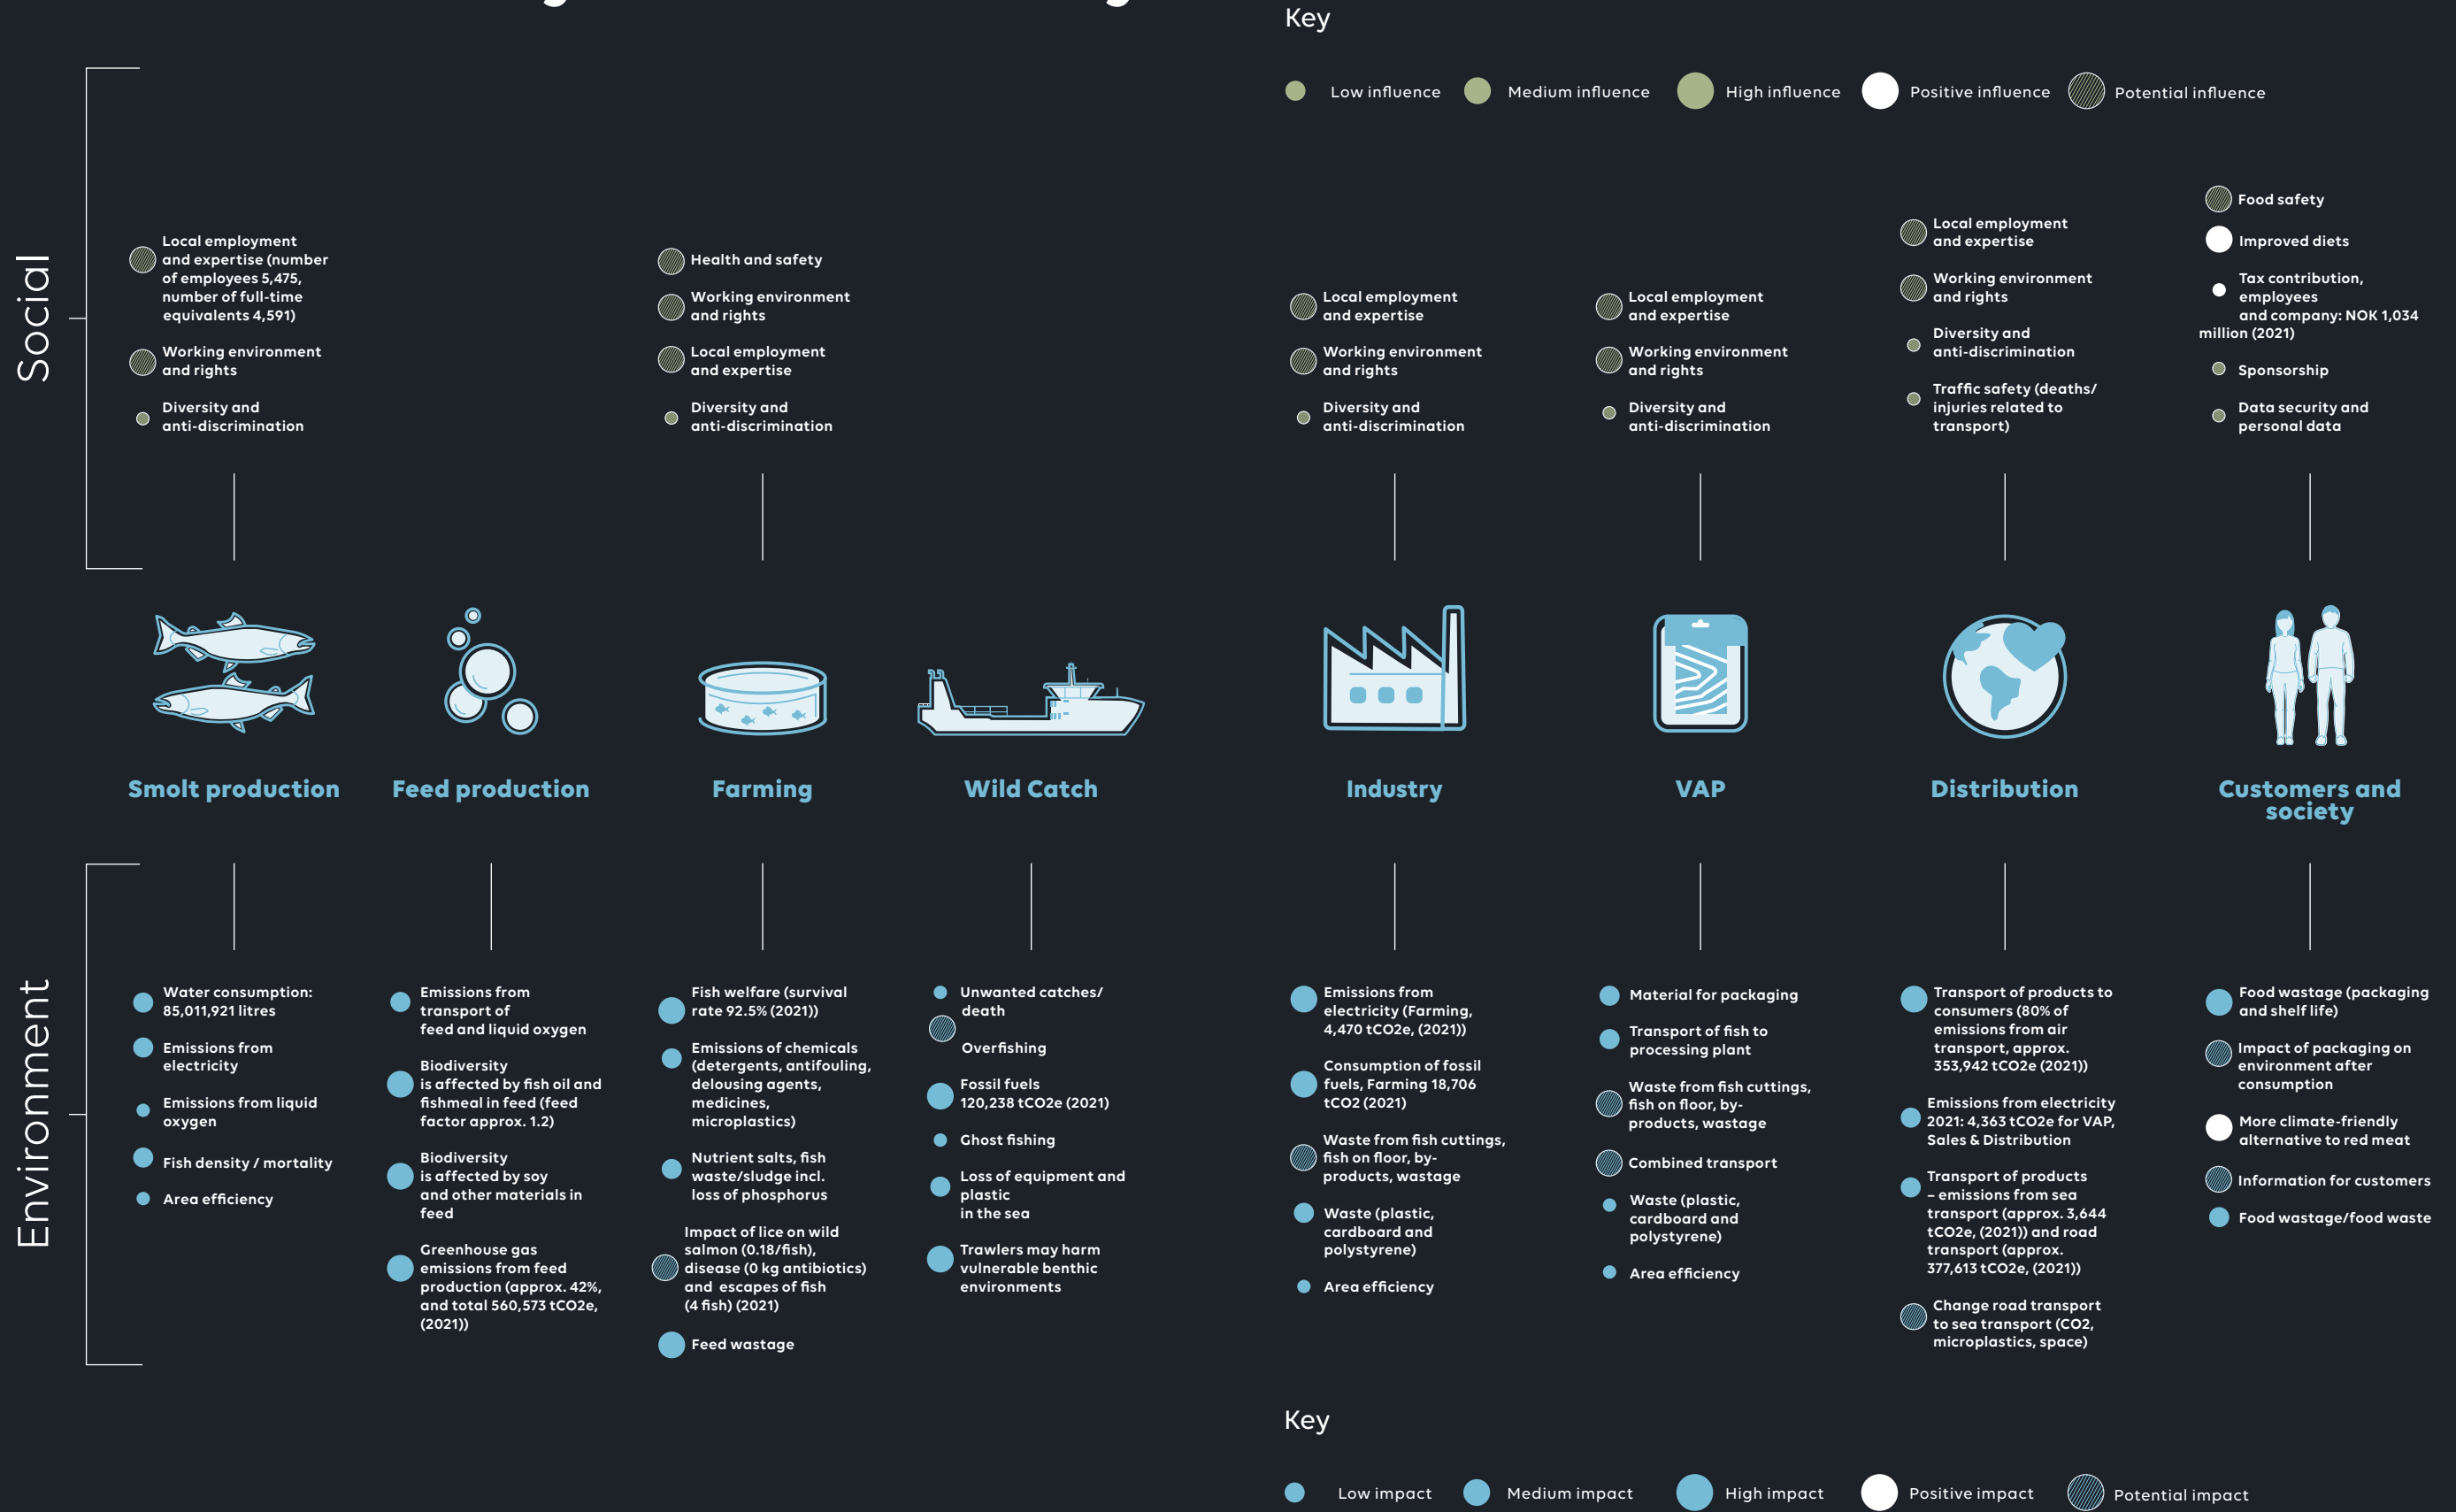 Key
Low influence
Medium influence
High influence
Positive influence
Potential influence
Social
Local employment
and expertise (number
of employees 5,475,
number of full-time
equivalents 4,591)
Working environment
and rights
Diversity and
anti-discrimination
Health and safety
Working environment
and rights
Local employment
and expertise
Diversity and
anti-discrimination
Local employment
and expertise
Working environment
and rights
Diversity and
anti-discrimination
Local employment
and expertise
Working environment
and rights
Diversity and
anti-discrimination
Local employment
and expertise
Working environment
and rights
Diversity and
anti-discrimination
Traffic safety (deaths/
injuries related to
transport)
Food safety
Improved diets
Tax contribution,
employees
and company: NOK 1,034
million (2021)
Sponsorship
Data security and
personal data
Smolt production
Feed production
Farming
Wild Catch
Industry
VAP
Distribution
Customers and
society
Environment
Water consumption:
85,011,921 litres
Emissions from
electricity
Emissions from liquid
oxygen
Fish density / mortality
Area efficiency
Emissions from
transport of
feed and liquid oxygen
Biodiversity
is affected by fish oil and
fishmeal in feed (feed
factor approx. 1.2)
Biodiversity
is affected by soy
and other materials in
feed
Greenhouse gas
emissions from feed
production (approx. 42%,
and total 560,573 tCO2e,
(2021))
Fish welfare (survival
rate 92.5% (2021))
Emissions of chemicals
(detergents, antifouling,
delousing agents,
medicines,
microplastics)
Nutrient salts, fish
waste/sludge incl.
loss of phosphorus
Impact of lice on wild
salmon (0.18/fish),
disease (0 kg antibiotics)
and escapes of fish
(4 fish) (2021)
Feed wastage
Unwanted catches/
death
Overfishing
Fossil fuels
120,238 tCO2e (2021)
Ghost fishing
Loss of equipment and
plastic
in the sea
Trawlers may harm
vulnerable benthic
environments
Emissions from
electricity (Farming,
4,470 tCO2e, (2021))
Consumption of fossil
fuels, Farming 18,706
tCO2 (2021)
Waste from fish cuttings,
fish on floor, by-
products, wastage
Waste (plastic,
cardboard and
polystyrene)
Area efficiency
Material for packaging
Transport of fish to
processing plant
Waste from fish cuttings,
fish on floor, by-
products, wastage
Combined transport
Waste (plastic,
cardboard and
polystyrene)
Area efficiency
Transport of products to
consumers (80% of
emissions from air
transport, approx.
353,942 tCO2e (2021))
Emissions from electricity
2021: 4,363 tCO2e for VAP,
Sales & Distribution
Transport of products
– emissions from sea
transport (approx. 3,644
tCO2e, (2021)) and road
transport (approx.
377,613 tCO2e, (2021))
Change road transport
to sea transport (CO2,
microplastics, space)
Food wastage (packaging
and shelf life)
Impact of packaging on
environment after
consumption
More climate-friendly
alternative to red meat
Information for customers
Food wastage/food waste
Key
Low impact
Medium impact
High impact
Positive impact
Potential impact